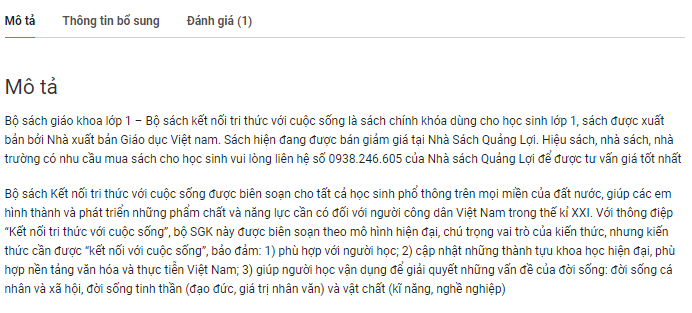 Mô tả
Thông tin bổ sung
Đánh giá (1)
Mô tả
Bộ sách giáo khoa lớp 1 – Bộ sách kết nối tri thức với cuộc sống là sách chính khóa dùng cho học sinh lớp 1, sách được xuất
bản bởi Nhà xuất bản Giáo dục Việt nam. Sách hiện đang được bán giảm giá tại Nhà Sách Quảng Lợi. Hiệu sách, nhà sách, nhà
trường có nhu cầu mua sách cho học sinh vui lòng liên hệ số 0938.246.605 của Nhà sách Quảng Lợi để được tư vấn giá tốt nhất
Bộ sách Kết nối tri thức với cuộc sống được biên soạn cho tất cả học sinh phổ thông trên mọi miền của đất nước, giúp các em
hình thành và phát triển những phẩm chất và năng lực cần có đối với người công dân Việt Nam trong thế kỉ XXI. Với thông điệp
“Kết nối tri thức với cuộc sống”, bộ SGK này được biên soạn theo mô hình hiện đại, chú trọng vai trò của kiến thức, nhưng kiến
thức cần được “kết nối với cuộc sống”, bảo đảm: 1) phù hợp với người học; 2) cập nhật những thành tựu khoa học hiện đại, phù
hợp nền tảng văn hóa và thực tiễn Việt Nam; 3) giúp người học vận dụng để giải quyết những vấn đề của đời sống: đời sống cá
nhân và xã hội, đời sống tinh thần (đạo đức, giá trị nhân văn) và vật chất (kĩ năng, nghề nghiệp)